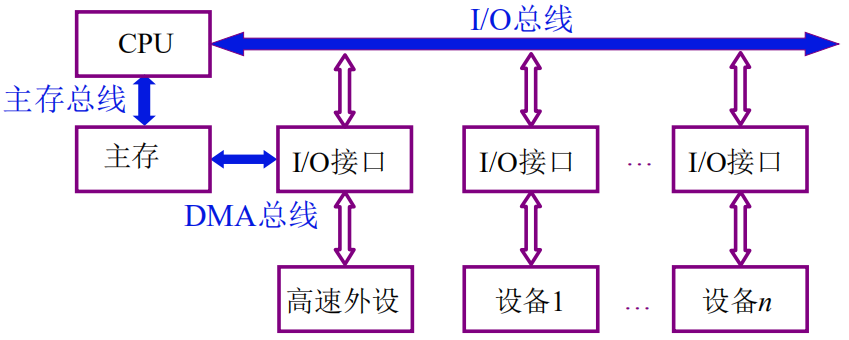 I/O总线
CPU
主存总线
主存
I/O接口
I/O接口
…
I/O接口
DMA总线
高速外设
设备1
…
设备n